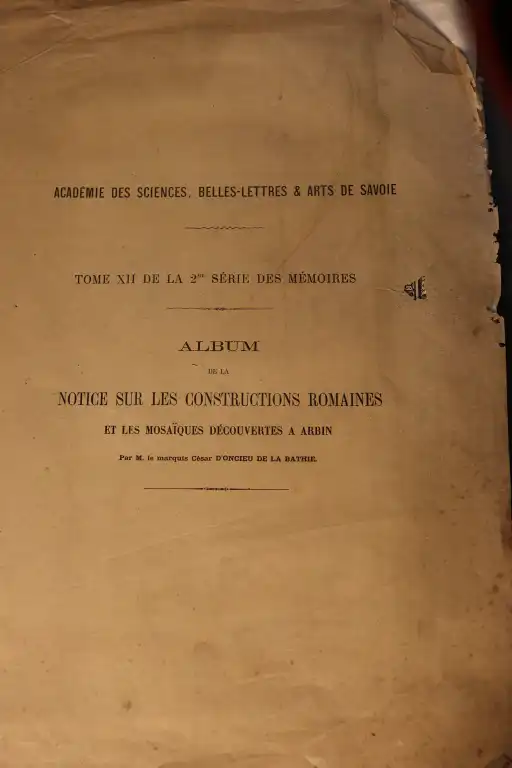 ACADÉMIE DES SCIENCES, BELLES-LETTRES & ARTS DE SAVOIE
TOME XII DE LA 2me SÉRIE DES MÉMOIRES
ALBUM
DE LA
NOTICE SUR LES CONSTRUCTIONS ROMAINES
ET LES MOSAÏQUES DÉCOUVERTES A ARBIN
Par M. le marquis César D'ONCIEU DE LA BATHIE.